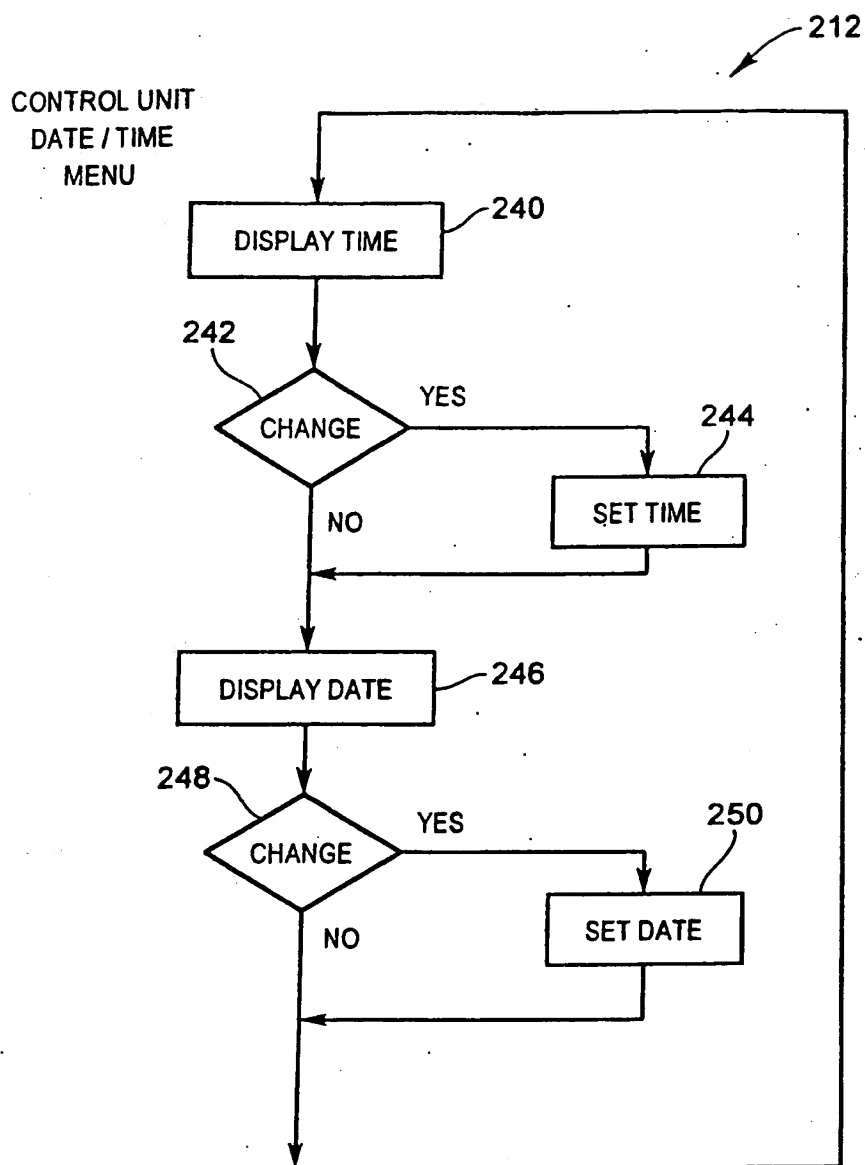 212
CONTROL UNIT
DATE / TIME
MENU
DISPLAY TIME
240
242
CHANGE
YES
244
SET TIME
NO
DISPLAY DATE
246
248
CHANGE
YES
250
SET DATE
NO